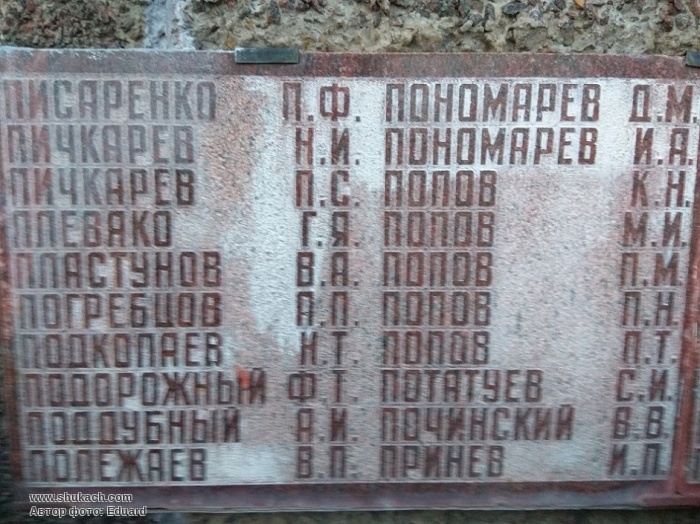 ПИСАРЕНКО П.Ф.
ПИЧКАРЕВ Н.И.
ПИЧКАРЕВ П.С.
ПЛЕВАКО Г.Я.
ПЛАСТУНОВ В.А.
ПОГРЕБЦОВ А.П.
ПОДКОПАЕВ И.Т.
ПОДОРОЖНЫЙ Ф.Т.
ПОДДУБНЫЙ А.И.
ПОЛЕЖАЕВ В.П.
ПОНОМАРЕВ Д.М.
ПОНОМАРЕВ И.А.
ПОПОВ К.Н.
ПОПОВ М.И.
ПОПОВ П.М
ПОПОВ П.Н
ПОПОВ П.Т.
ПОТАТУЕВ С.И.
ПОЧИНСКИЙ В.В.
ПРИНЕВ И.П.
www.shukach.com
Автор фото: Eduard